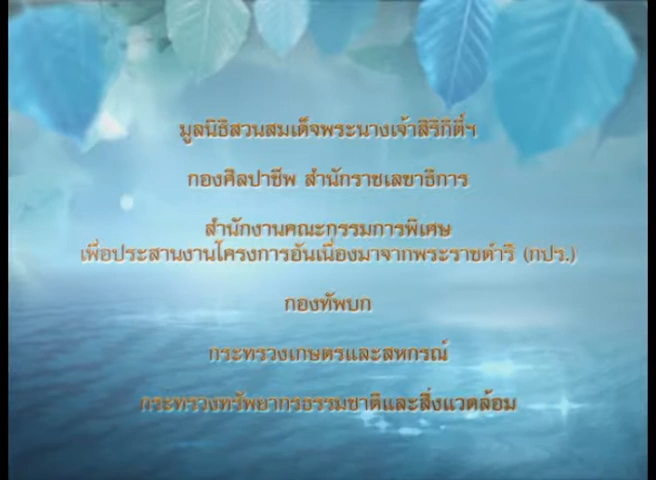 มูลนิธิสวนสมเด็จพระนางเจ้าสิริกิติ์ฯ
กองศิลปาชีพ สำนักราชเลขาธิการ
สำนักงานคณะกรรมการพิเศษ
เพื่อประสานงานโครงการอันเนื่องมาจากพระราชดำริ (กปร.)
กองทัพบก
กระทรวงเกษตรและสหกรณ์
กระทรวงทรัพยากรธรรมชาติและสิ่งแวดล้อม